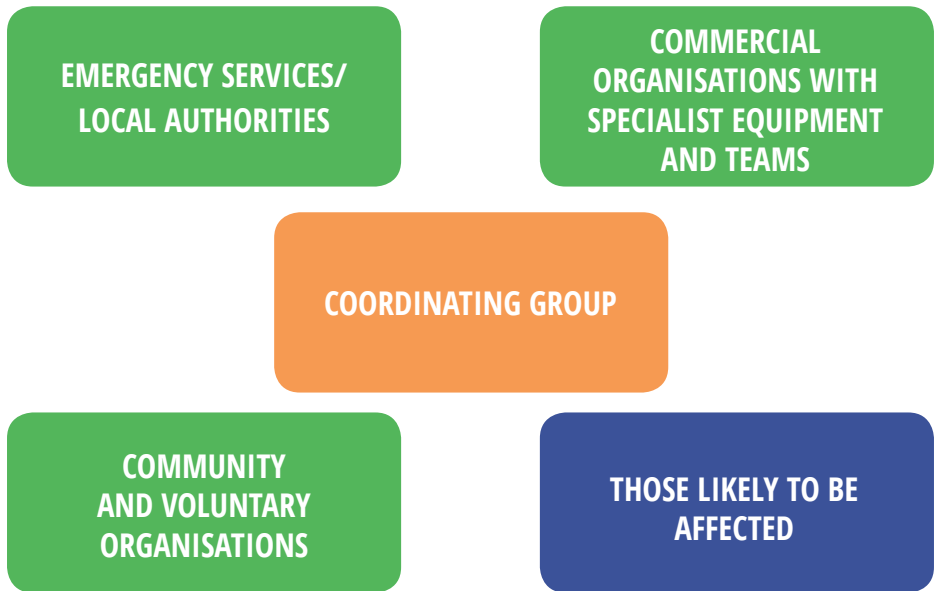 EMERGENCY SERVICES/
LOCAL AUTHORITIES
COMMERCIAL
ORGANISATIONS WITH
SPECIALIST EQUIPMENT
AND TEAMS
COORDINATING GROUP
COMMUNITY
AND VOLUNTARY
ORGANISATIONS
THOSE LIKELY TO BE
AFFECTED